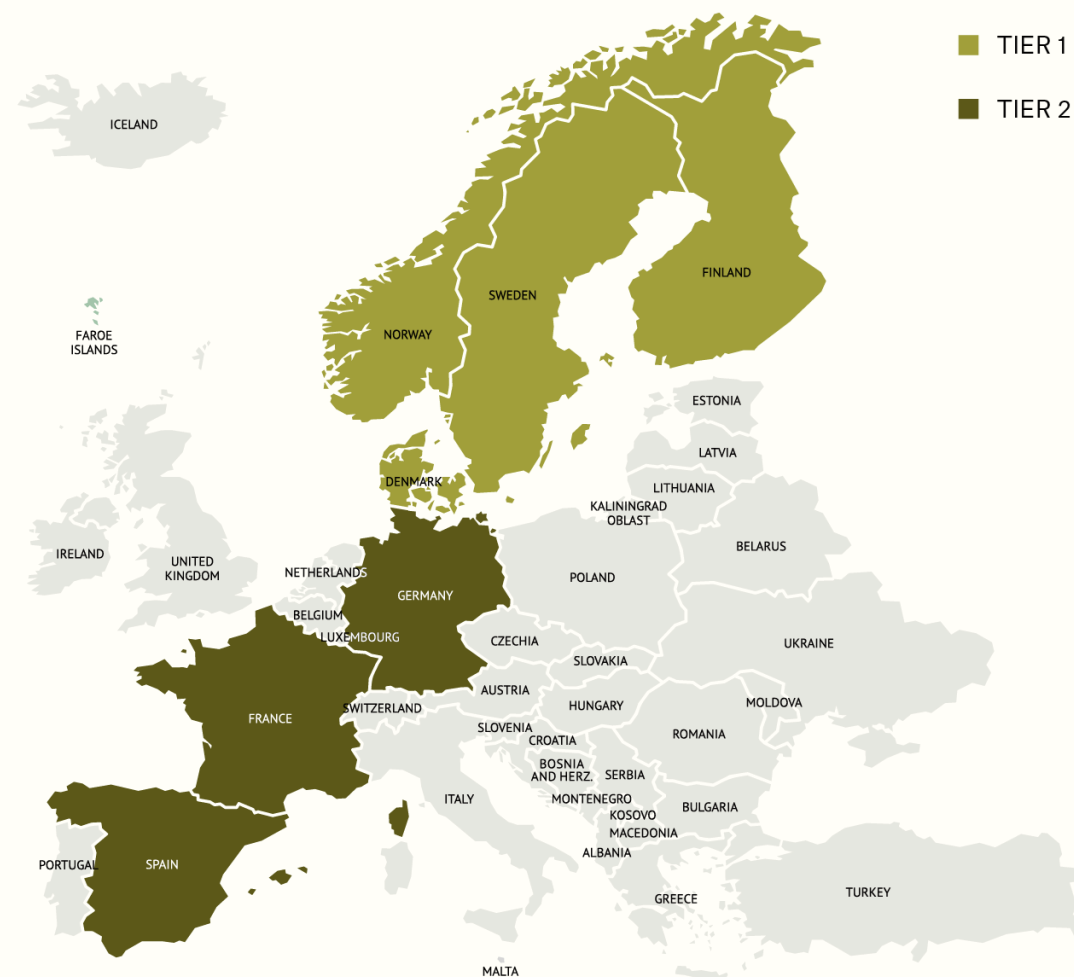 TIER 1
TIER 2
ICELAND
FINLAND
SWEDEN
NORWAY
FAROE
ISLANDS
ESTONIA
LATVIA
DENMARK
LITHUANIA
KALININGRAD
OBLAST
BELARUS
IRELAND
UNITED
KINGDOM
NETHERLANDS
POLAND
GERMANY
BELGIUM
LUXEMBOURG
CZECHIA
UKRAINE
SLOVAKIA
AUSTRIA
SWITZERLAND
HUNGARY
MOLDOVA
FRANCE
SLOVENIA
CROATIA
ROMANIA
BOSNIA
AND HERZ.
SERBIA
ITALY
MONTENEGRO
BULGARIA
KOSOVO
MACEDONIA
ALBANIA
PORTUGAL
SPAIN
GREECE
TURKEY
MALTA